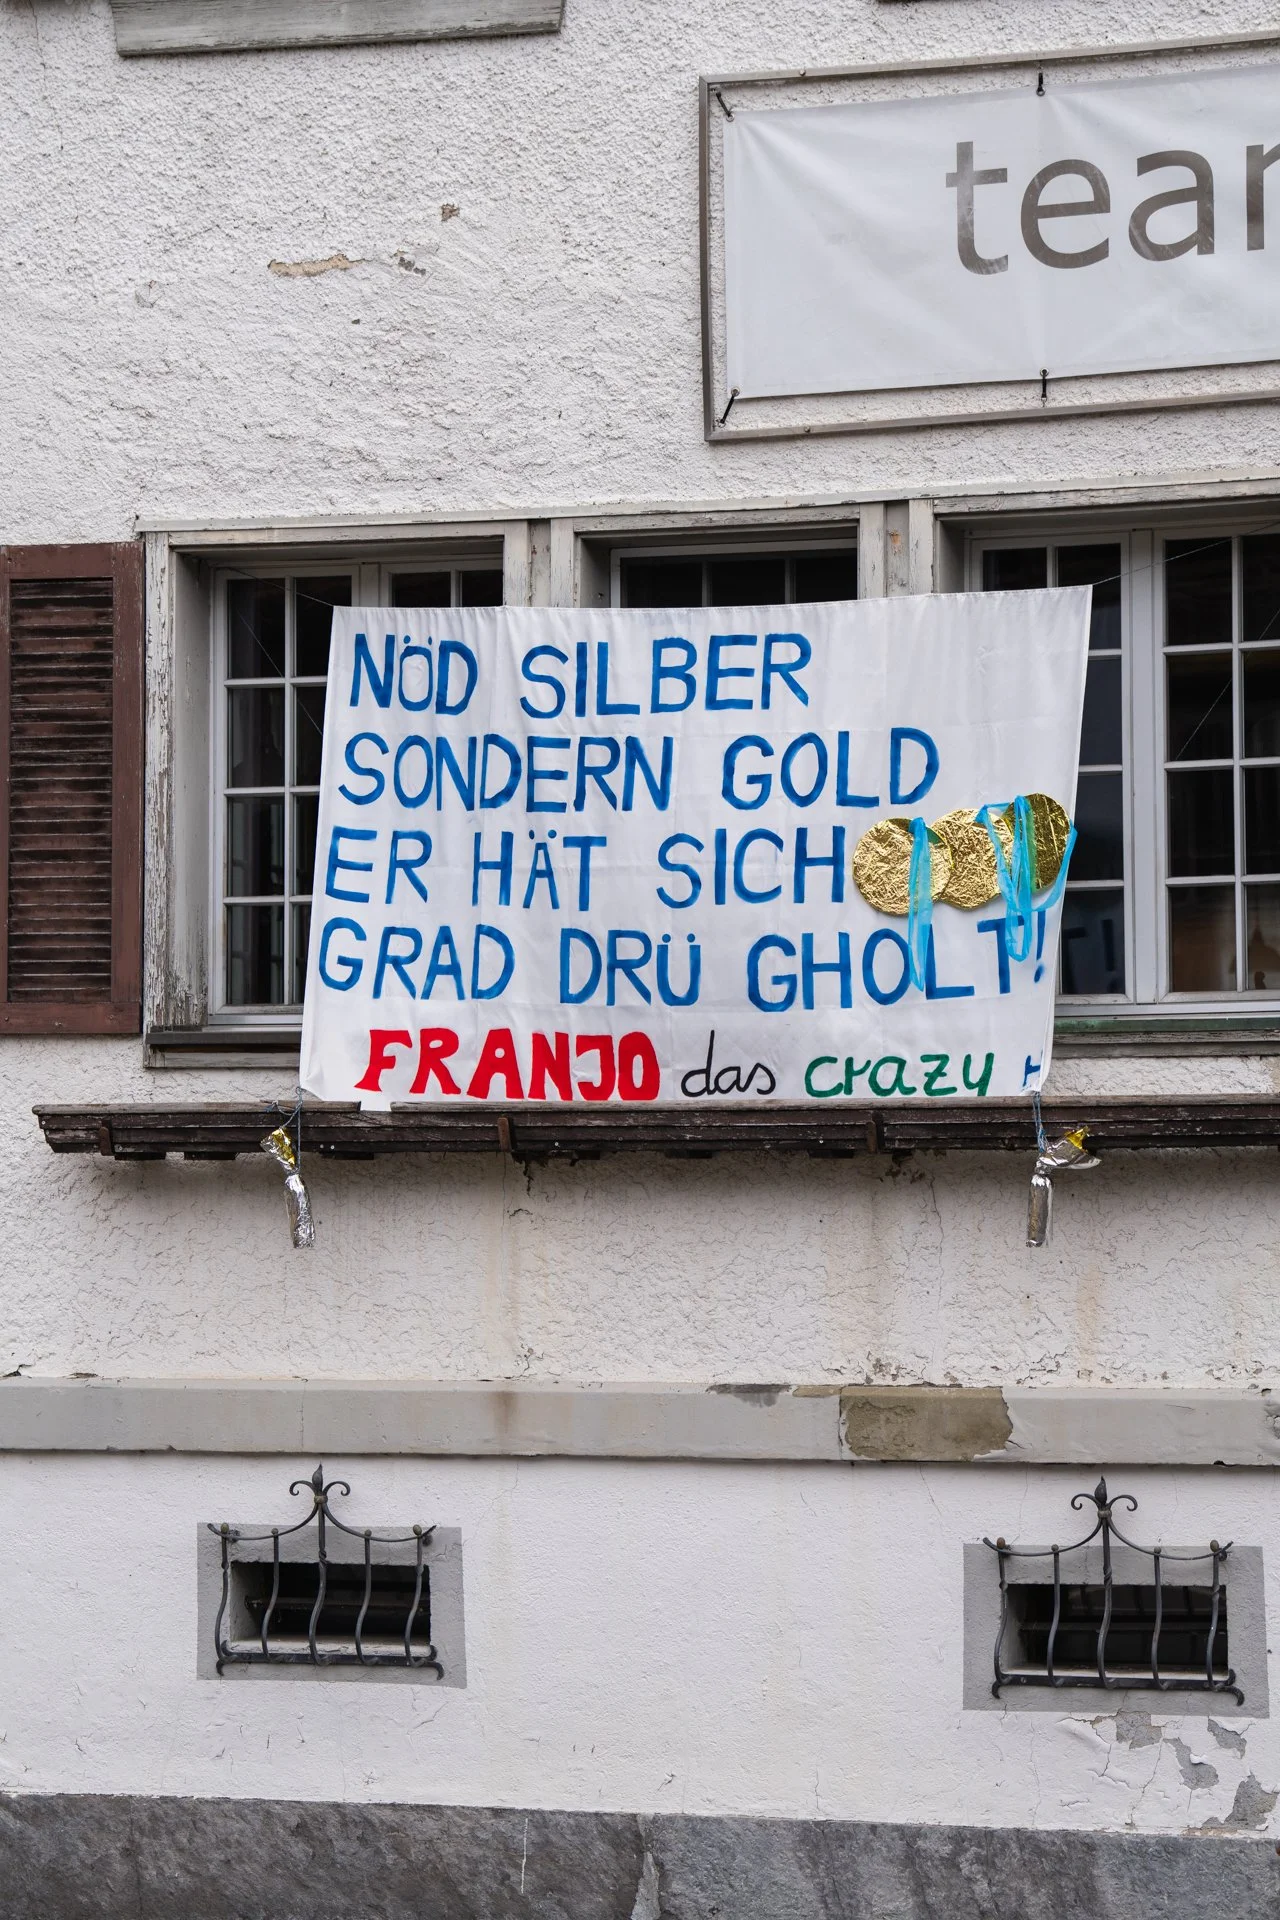 tear
NÖD SILBER
SONDERN GOLD
ER HÄT SICH
GRAD DRÜ GHOLT!
FRANJO das crazy H